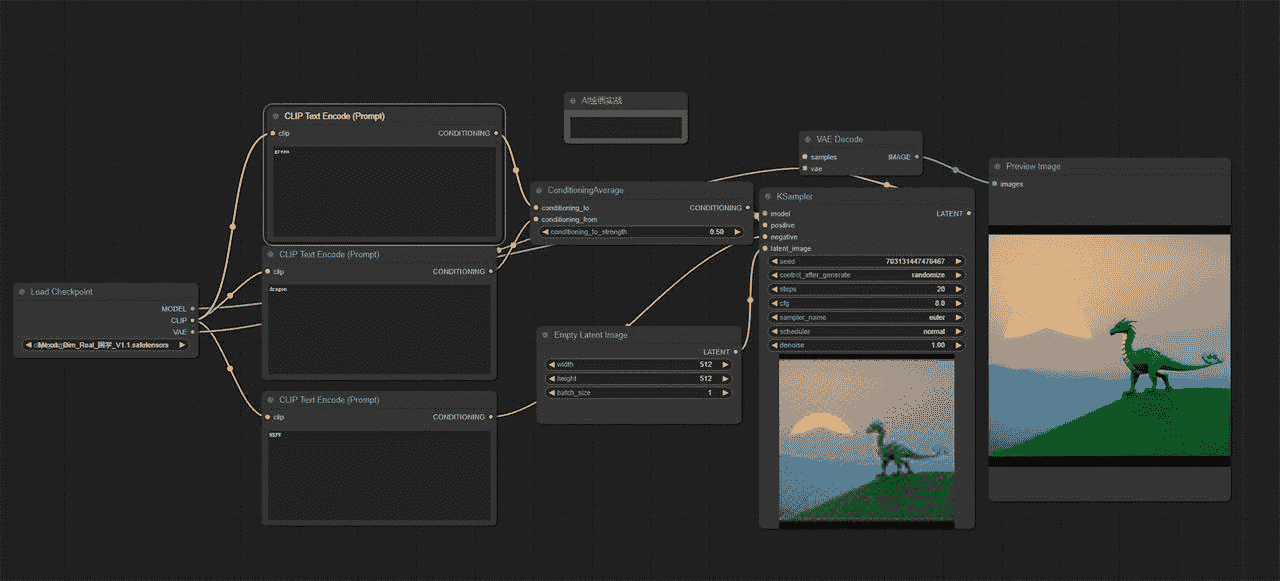 Load Checkpoint
MODEL
CLIP
VAE
CLIP Text Encode (Prompt)
clip
CONDITIONING
green
CLIP Text Encode (Prompt)
clip
CONDITIONING
dragon
CLIP Text Encode (Prompt)
clip
CONDITIONING
nsfw
AI绘画实战
ConditioningAverage
conditioning_to
CONDITIONING
conditioning_from
conditioning_to_strength 0.50
Empty Latent Image
LATENT
width 512
height 512
batch_size 1
VAE Decode
samples
IMAGE
vae
KSampler
model
LATENT
positive
negative
latent_image
seed 703131447476467
control_after_generate randomize
steps 20
cfg 8.0
sampler_name euler
scheduler normal
denoise 1.00
Preview Image
images